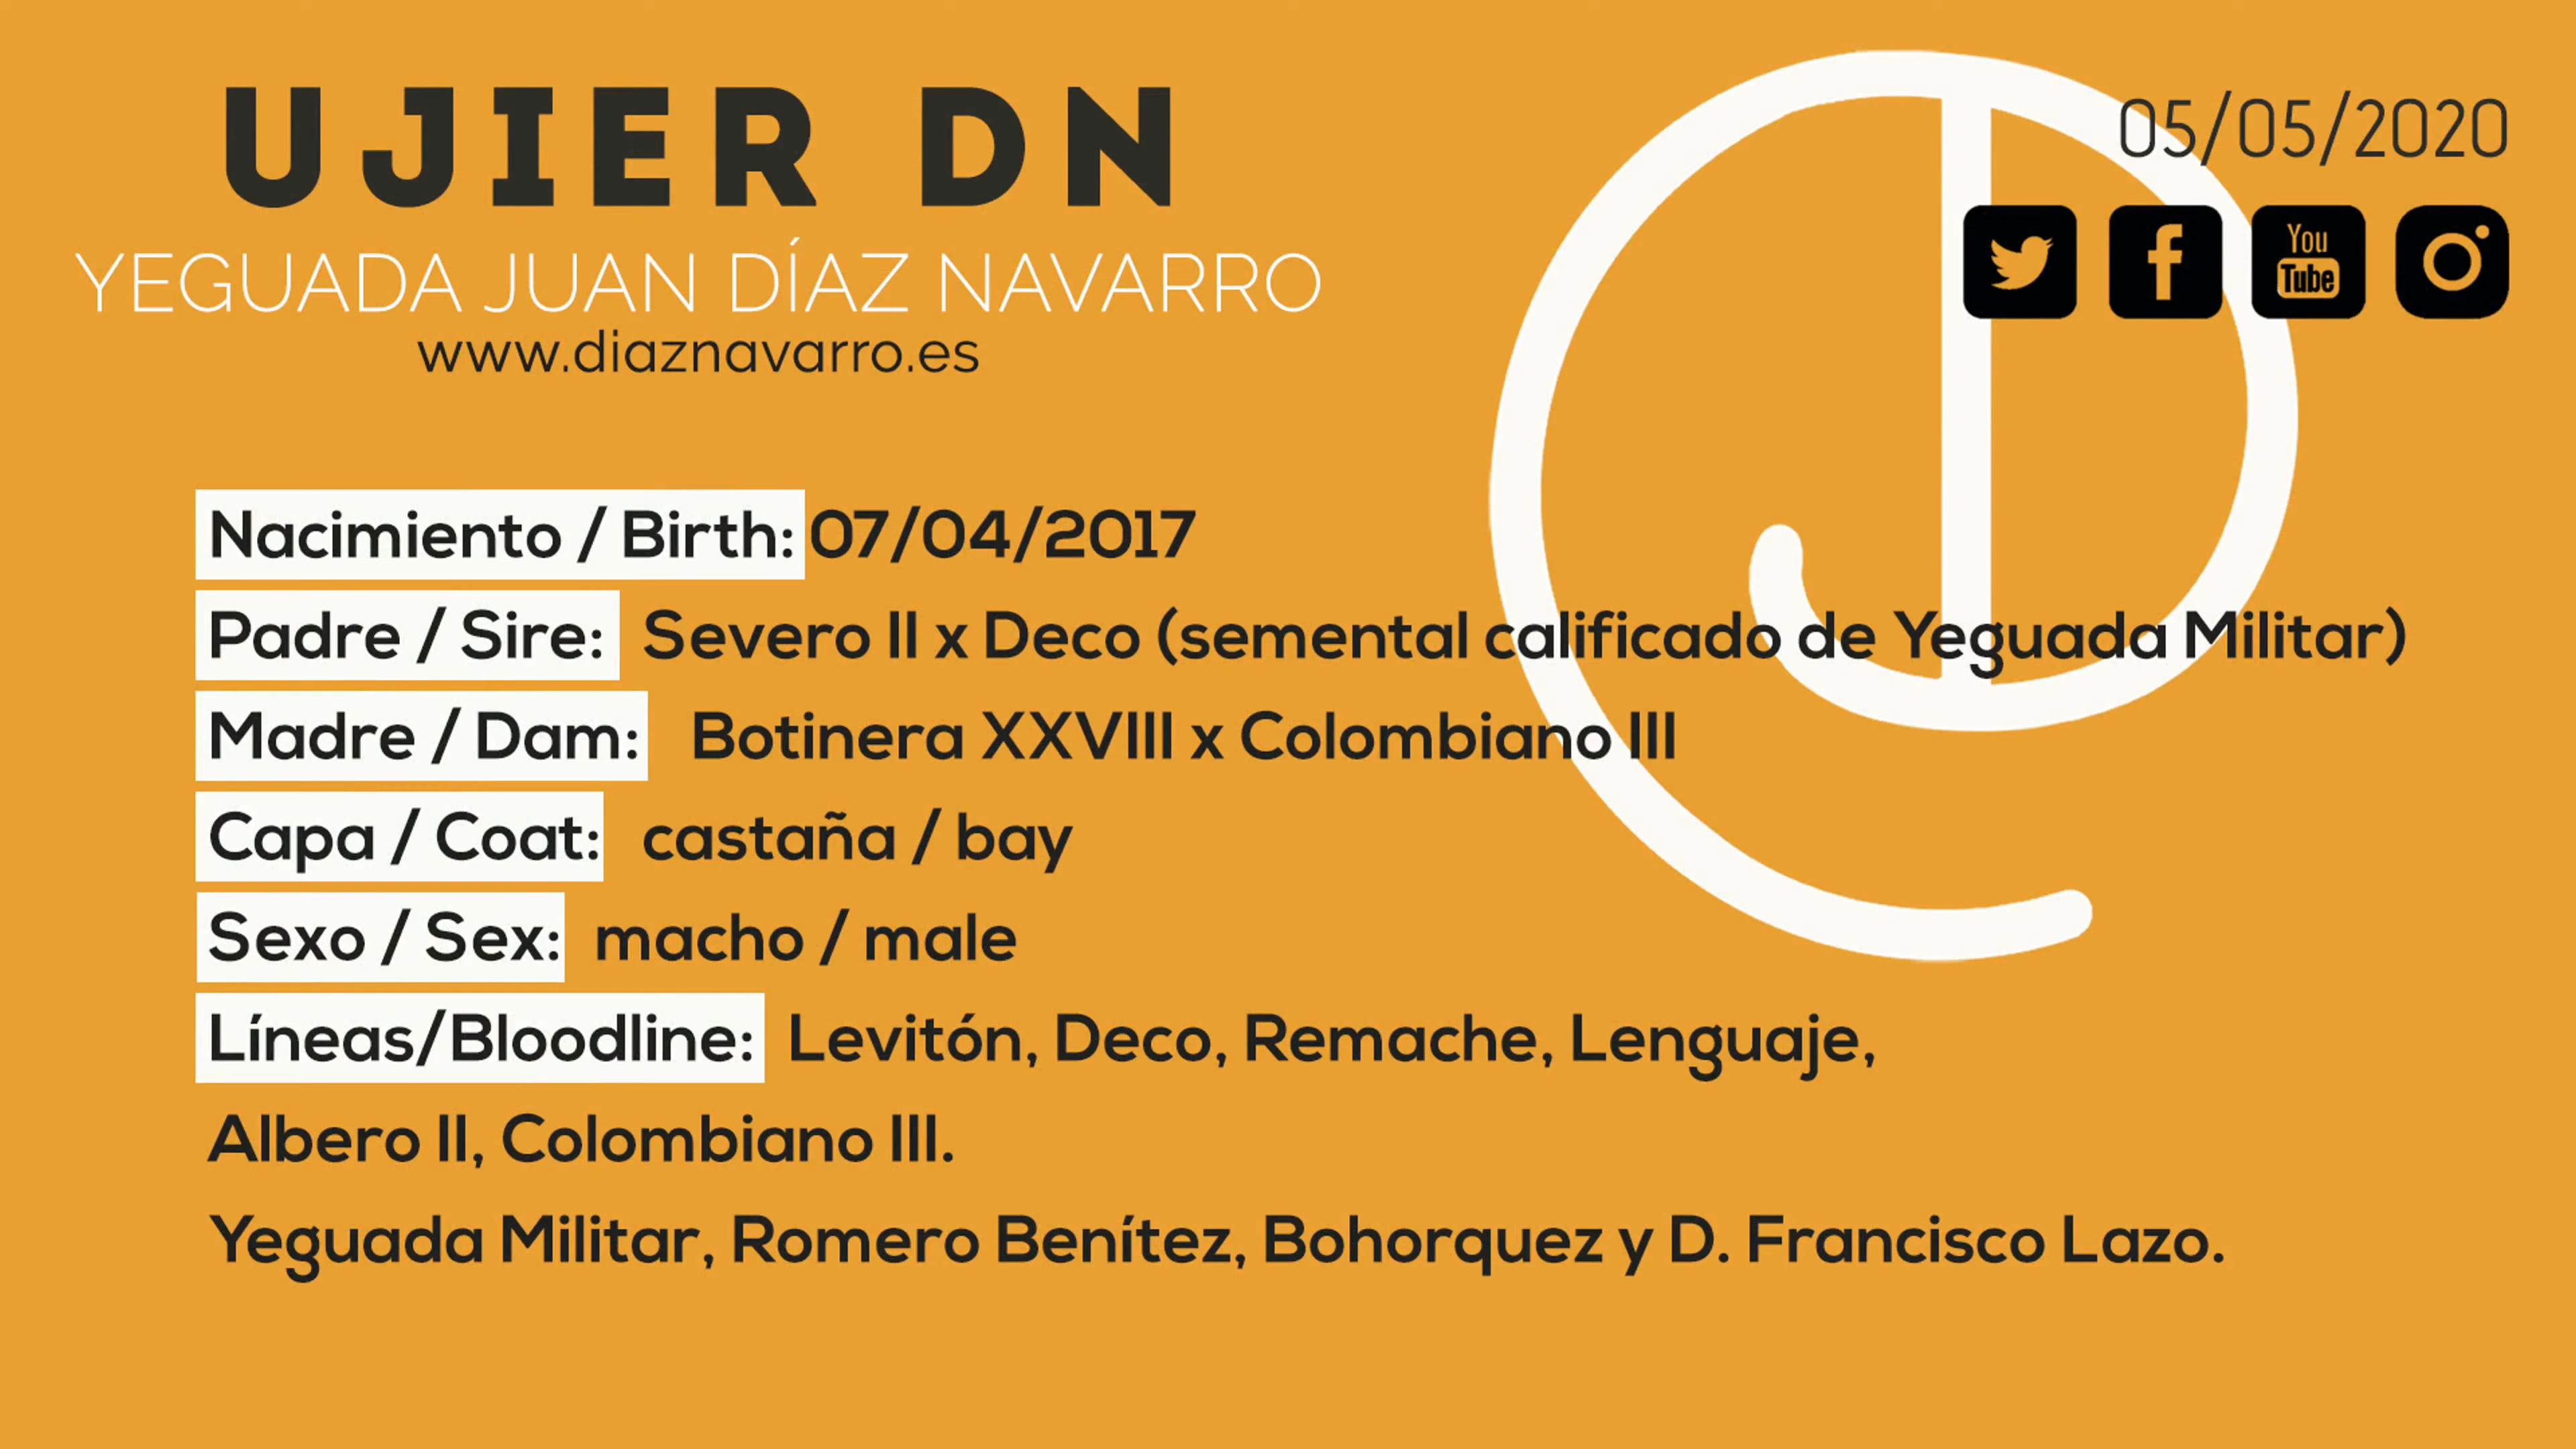 UJIER DN
05/05/2020
YEGUADA JUAN DÍAZ NAVARRO
You
Tube
www.diaznavarro.es
Nacimiento / Birth: 07/04/2017
Padre / Sire: Severo II x Deco (semental calificado de Yeguada Militar)
Madre / Dam: Botinera XXVIII x Colombiano III
Capa / Coat: castaña / bay
Sexo / Sex: macho / male
Líneas/Bloodline: Levitón, Deco, Remache, Lenguaje,
Albero II, Colombiano III.
Yeguada Militar, Romero Benítez, Bohorquez y D. Francisco Lazo.